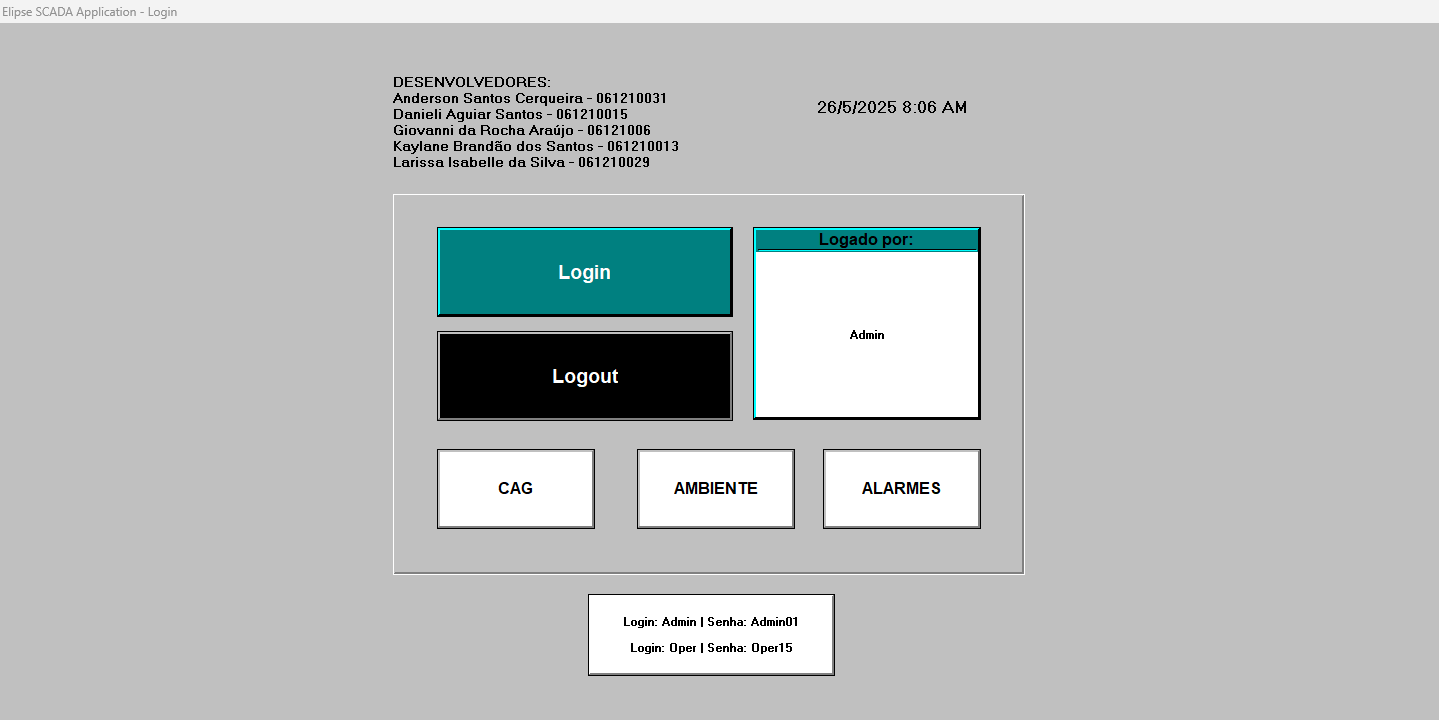 Elipse SCADA Application - Login
DESENVOLVEDORES:
Anderson Santos Cerqueira - 061210031
Danieli Aguiar Santos - 061210015
Giovanni da Rocha Araújo - 06121006
Kaylane Brandão dos Santos - 061210013
Larissa Isabelle da Silva - 061210029
26/5/2025 8:06 AM
Login
Logado por:
Admin
Logout
CAG
AMBIENTE
ALARMES
Login: Admin | Senha: Admin01
Login: Oper | Senha: Oper15